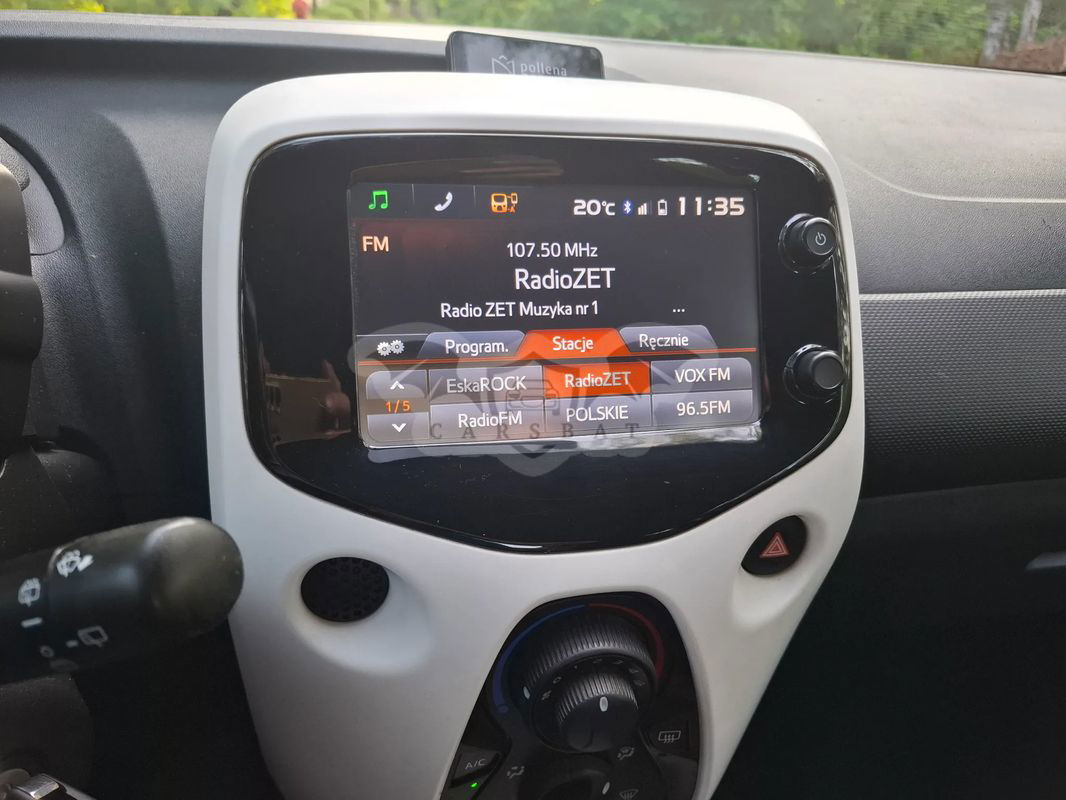 pollena
20°C 11:35
FM
107.50 MHz
RadioZET
Radio ZET Muzyka nr 1 ...
Program. Stacje Ręcznie
EskaROCK RadioZET VOX FM
1/5
RadioFM POLSKIE 96.5FM
CARSBAT
A/C